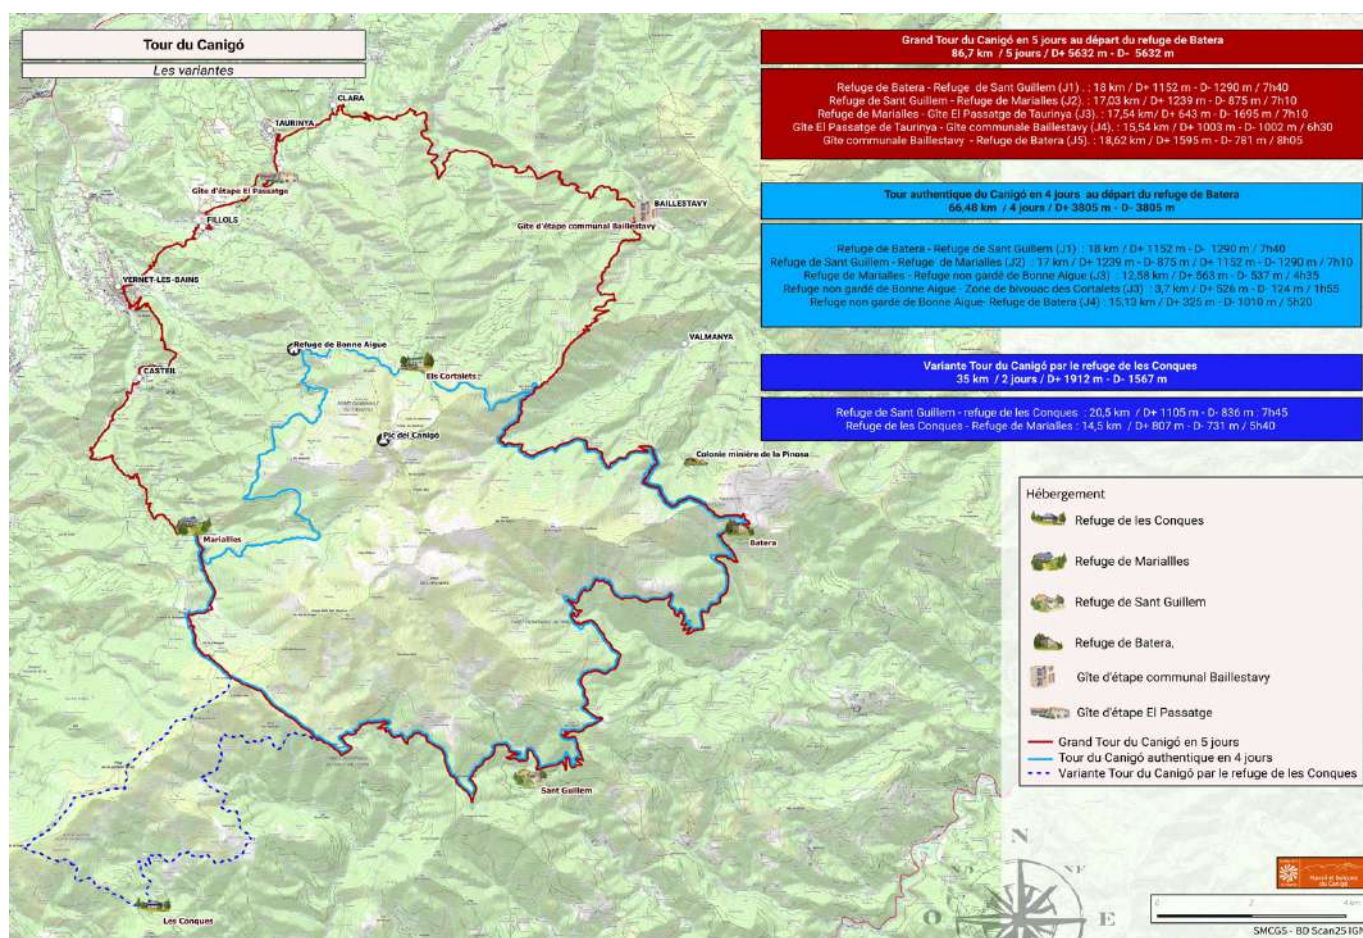 Tour du Canigó
Les variantes
Grand Tour du Canigó en 5 jours au départ du refuge de Batera
86,7 km / 5 jours / D+ 5632 m - D- 5632 m
Refuge de Batera - Refuge de Sant Guillem (J1) . : 18 km / D+ 1152 m - D- 1290 m / 7h40
Refuge de Sant Guillem - Refuge de Marialles (J2). : 17,03 km / D+ 1239 m - D- 875 m / 7h10
Refuge de Marialles - Gîte El Passatge de Taurinya (J3). : 17,54 km/ D+ 643 m - D- 1695 m / 7h10
Gîte El Passatge de Taurinya - Gîte communale Baillestavy (J4). : 15,54 km/ D+ 1003 m - D- 1002 m / 6h30
Gîte communale Baillestavy - Refuge de Batera (J5). : 18,62 km / D+ 1595 m - D- 781 m / 8h05
Tour authentique du Canigó en 4 jours au départ du refuge de Batera
66,48 km / 4 jours / D+ 3805 m - D- 3805 m
Refuge de Batera - Refuge de Sant Guillem (J1) : 18 km / D+ 1152 m - D- 1290 m / 7h40
Refuge de Sant Guillem - Refuge de Marialles (J2) : 17 km / D+ 1239 m - D- 875 m / D+ 1152 m - D- 1290 m / 7h10
Refuge de Marialles - Refuge non gardé de Bonne Aigue (J3) : 12,58 km / D+ 563 m - D- 537 m / 4h35
Refuge non gardé de Bonne Aigue - Zone de bivouac des Cortalets (J3) : 3,7 km / D+ 526 m - D- 124 m / 1h55
Refuge non gardé de Bonne Aigue- Refuge de Batera (J4) : 15,13 km / D+ 325 m - D- 1010 m / 5h20
Variante Tour du Canigó par le refuge de les Conques
35 km / 2 jours / D+ 1912 m - D- 1567 m
Refuge de Sant Guillem - refuge de les Conques : 20,5 km / D+ 1105 m - D- 836 m : 7h45
Refuge de les Conques - Refuge de Marialles : 14,5 km / D+ 807 m - D- 731 m / 5h40
CLARA
TAURINYA
Gîte d'étape El Passatge
BAILLESTAVY
FILLOLS
Gîte d'étape communal Baillestavy
VERNET-LES-BAINS
VALMANYA
Refuge de Bonne Aigue
CASTEIL
Els Cortalets
Pic del Canigó
Colonie minière de la Pinosa
Marialles
Batera
Sant Guillem
Les Conques
Hébergement
Refuge de les Conques
Refuge de Mariallles
Refuge de Sant Guillem
Refuge de Batera,
Gîte d'étape communal Baillestavy
Gîte d'étape El Passatge
Grand Tour du Canigó en 5 jours
Tour du Canigó authentique en 4 jours
Variante Tour du Canigó par le refuge de les Conques
N
NO
NE
O
E
0 2 4 km
SMCGS - BD Scan25 IGN